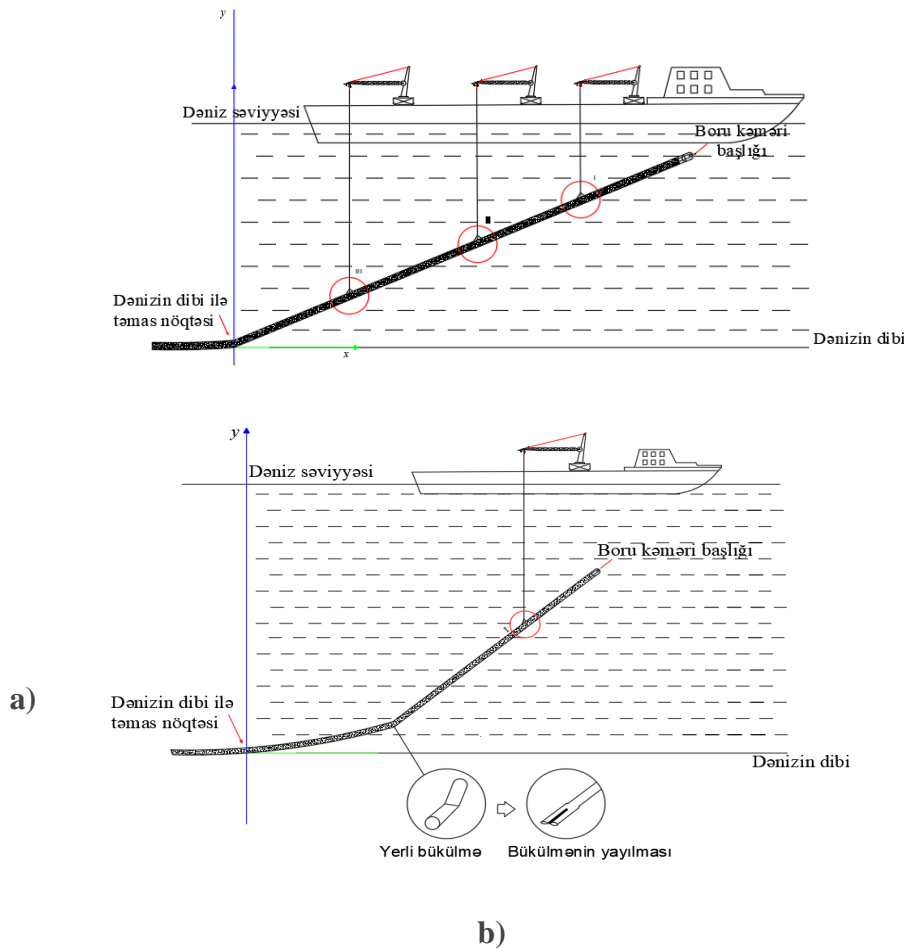 y
Dəniz səviyyəsi
Boru kəməri
başlığı
I
III
Dənizin dibi ilə
təmas nöqtəsi
x
Dənizin dibi
y
Dəniz səviyyəsi
Boru kəməri başlığı
a)
Dənizin dibi ilə
təmas nöqtəsi
Dənizin dibi
Yerli bükülmə
Bükülmənin yayılması
b)